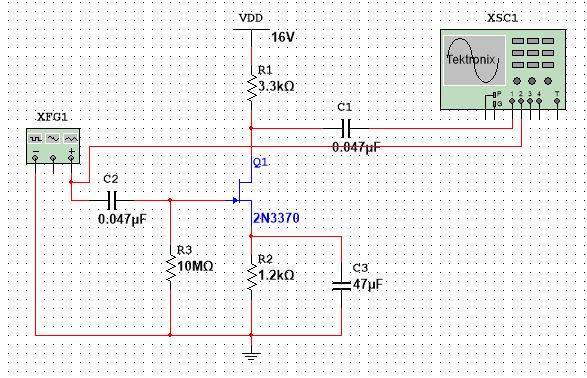 VDD
XSC1
16V
R1
3.3kΩ
Tektronix
P
G
1 2 3 4 T
C1
0.047µF
XFG1
Q1
C2
0.047µF
2N3370
R3
10MΩ
R2
1.2kΩ
C3
47µF